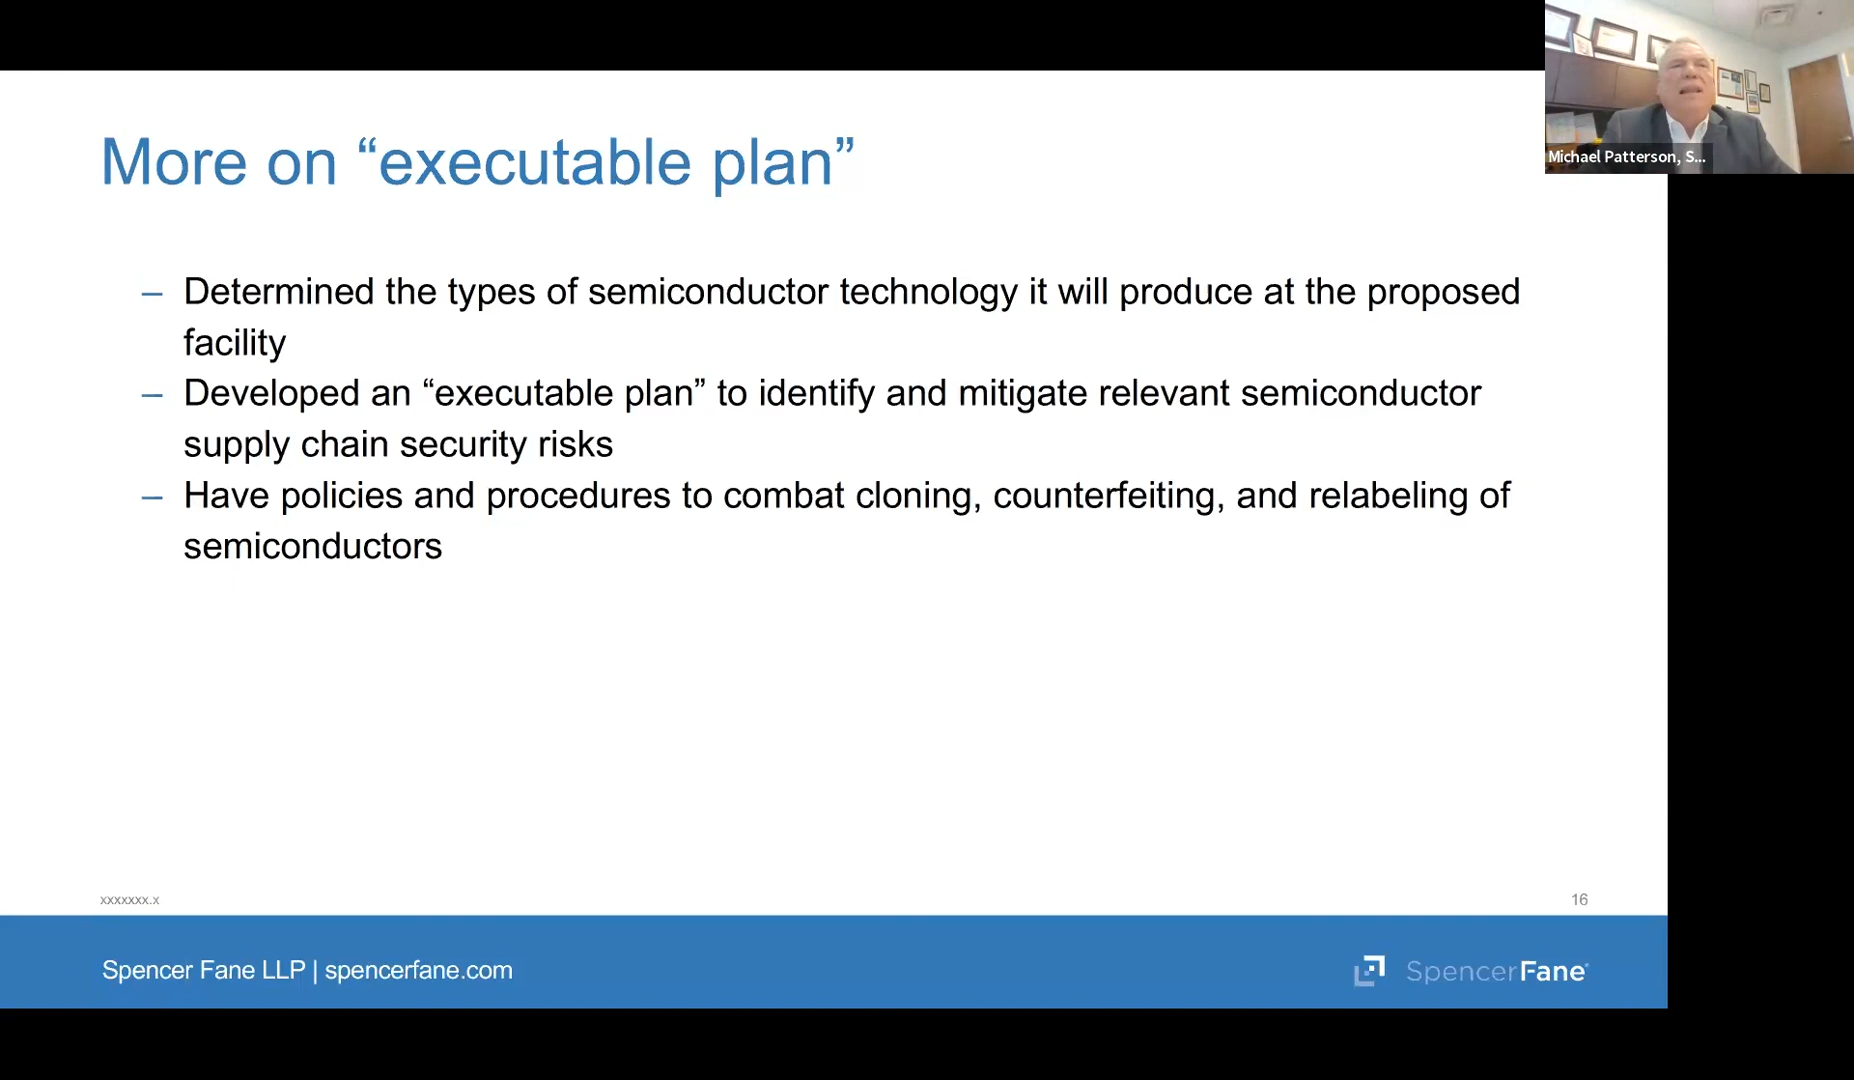 More on “executable plan”
– Determined the types of semiconductor technology it will produce at the proposed
facility
– Developed an “executable plan” to identify and mitigate relevant semiconductor
supply chain security risks
– Have policies and procedures to combat cloning, counterfeiting, and relabeling of
semiconductors
xxxxxxx.x
16
Spencer Fane LLP | spencerfane.com
SpencerFane®
Michael Patterson, S...